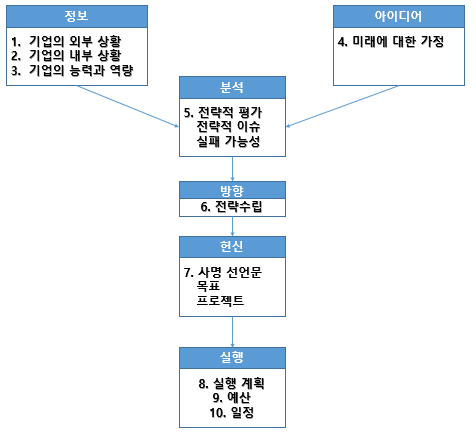 정보
1. 기업의 외부 상황
2. 기업의 내부 상황
3. 기업의 능력과 역량
아이디어
4. 미래에 대한 가정
분석
5. 전략적 평가
전략적 이슈
실패 가능성
방향
6. 전략수립
헌신
7. 사명 선언문
목표
프로젝트
실행
8. 실행 계획
9. 예산
10. 일정